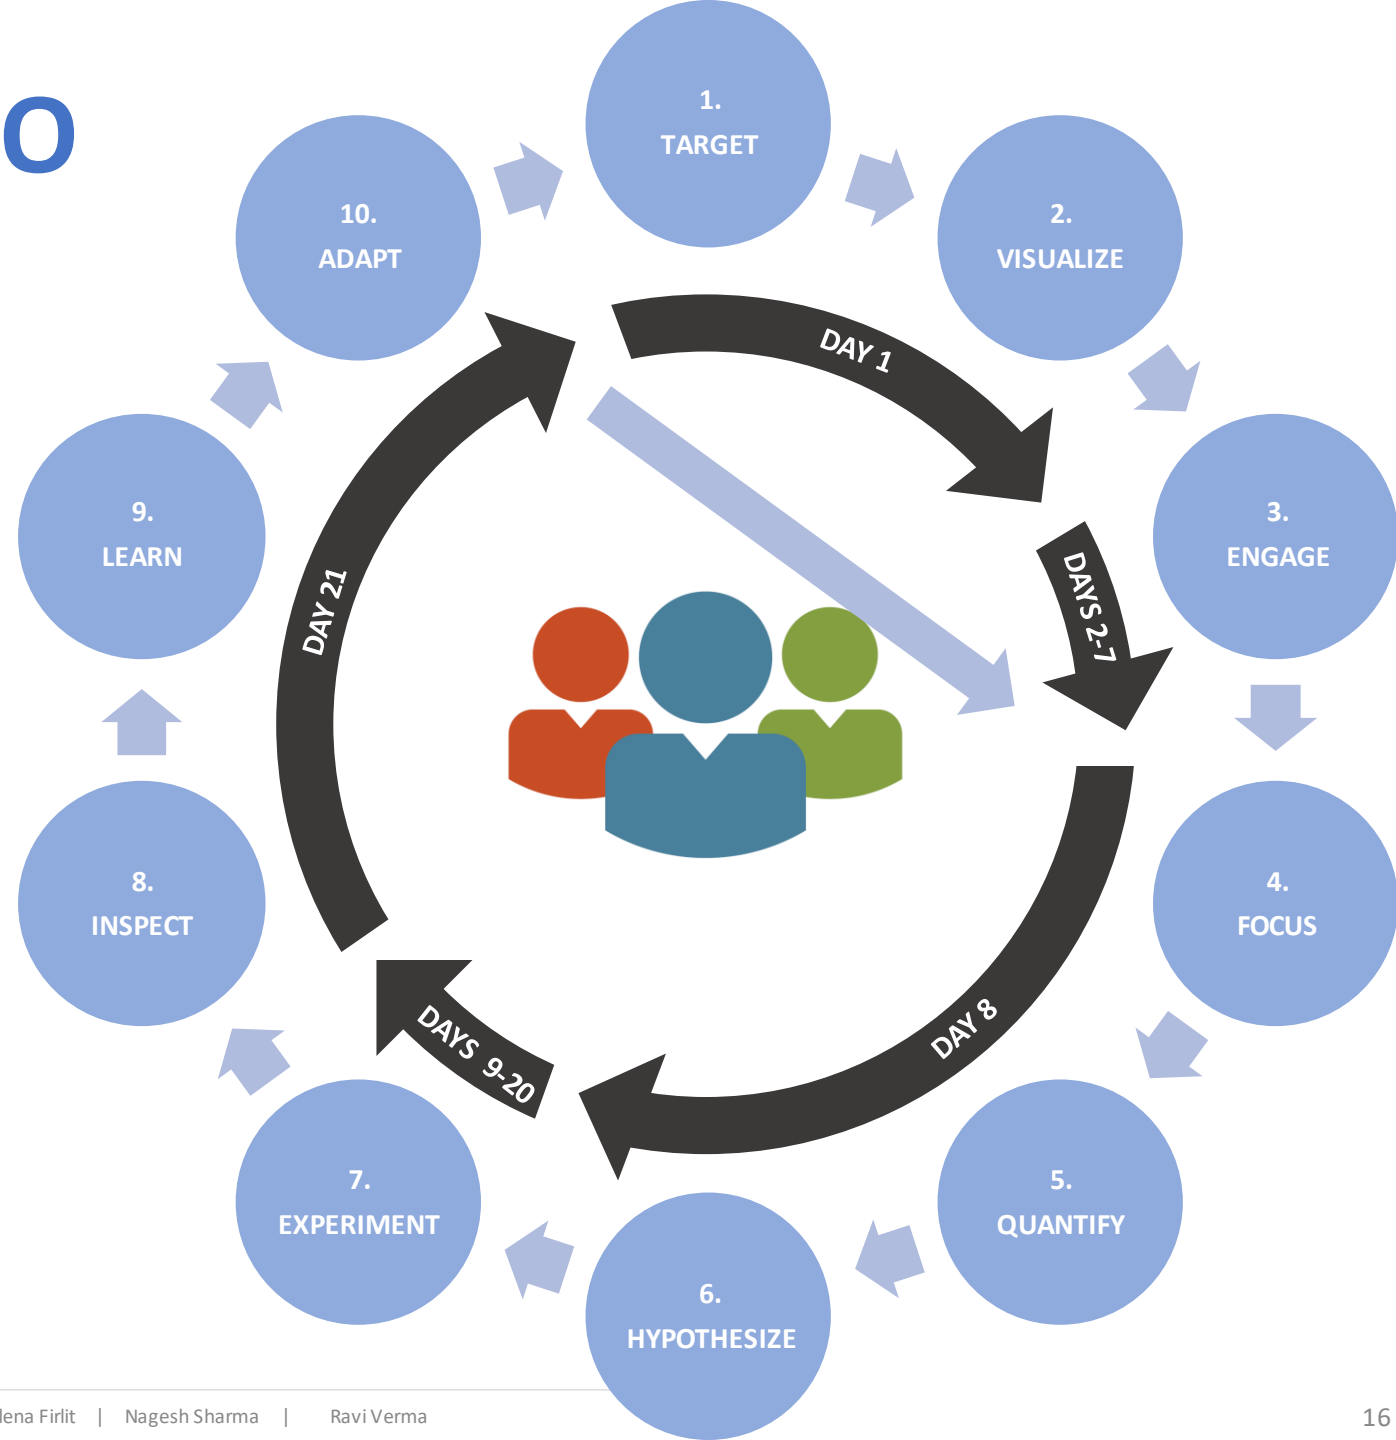 O
1.
TARGET
2.
VISUALIZE
3.
ENGAGE
4.
FOCUS
5.
QUANTIFY
6.
HYPOTHESIZE
7.
EXPERIMENT
8.
INSPECT
9.
LEARN
10.
ADAPT
DAY 1
DAYS 2-7
DAY 8
DAYS 9-20
DAY 21
lena Firlit | Nagesh Sharma | Ravi Verma
16